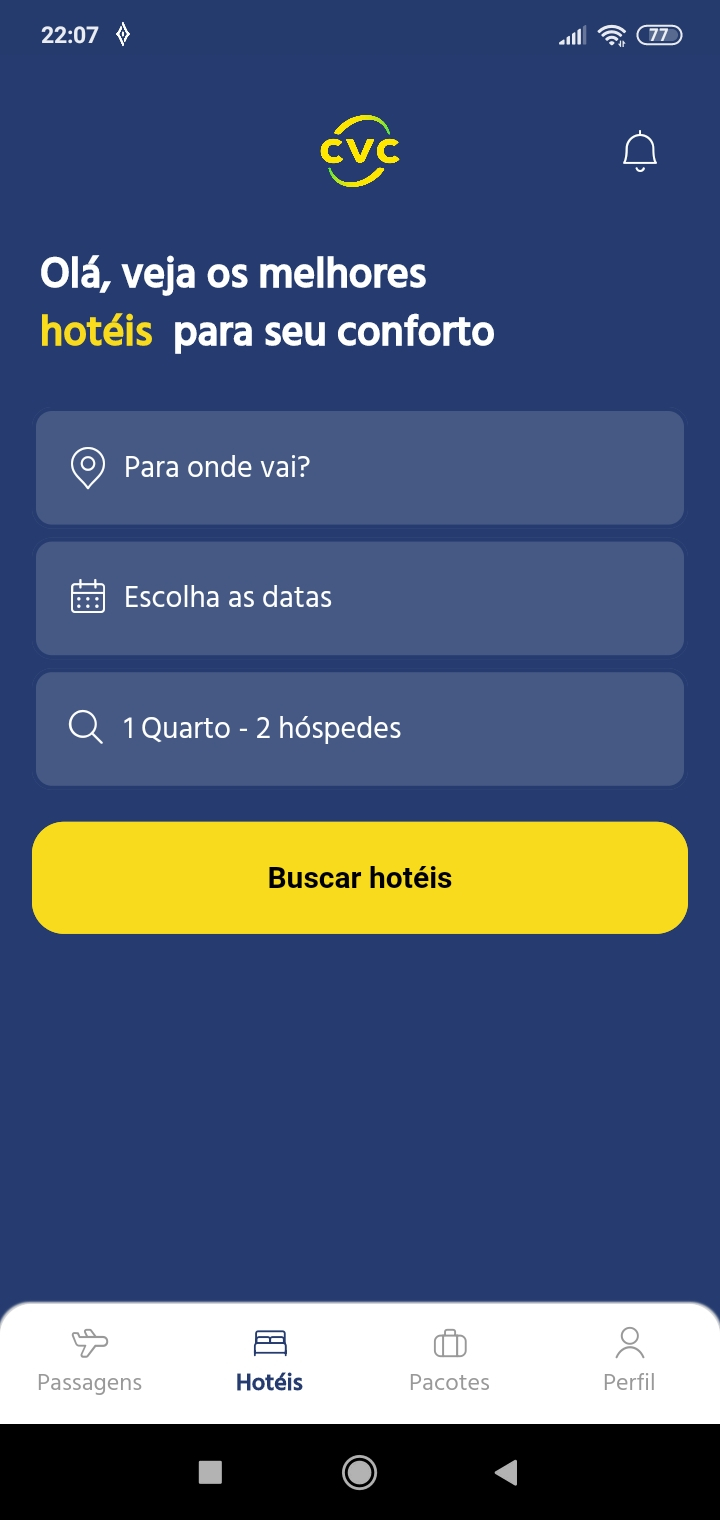 22:07
77
CVC
Olá, veja os melhores
hotéis para seu conforto
Para onde vai?
Escolha as datas
1 Quarto - 2 hóspedes
Buscar hotéis
Passagens
Hotéis
Pacotes
Perfil